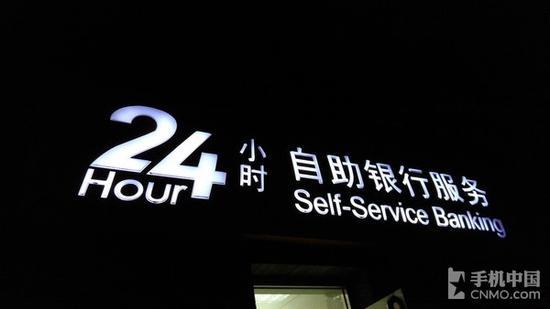 24
Hour
小时
自助银行服务
Self-Service Banking
手机中国
CNMO.com